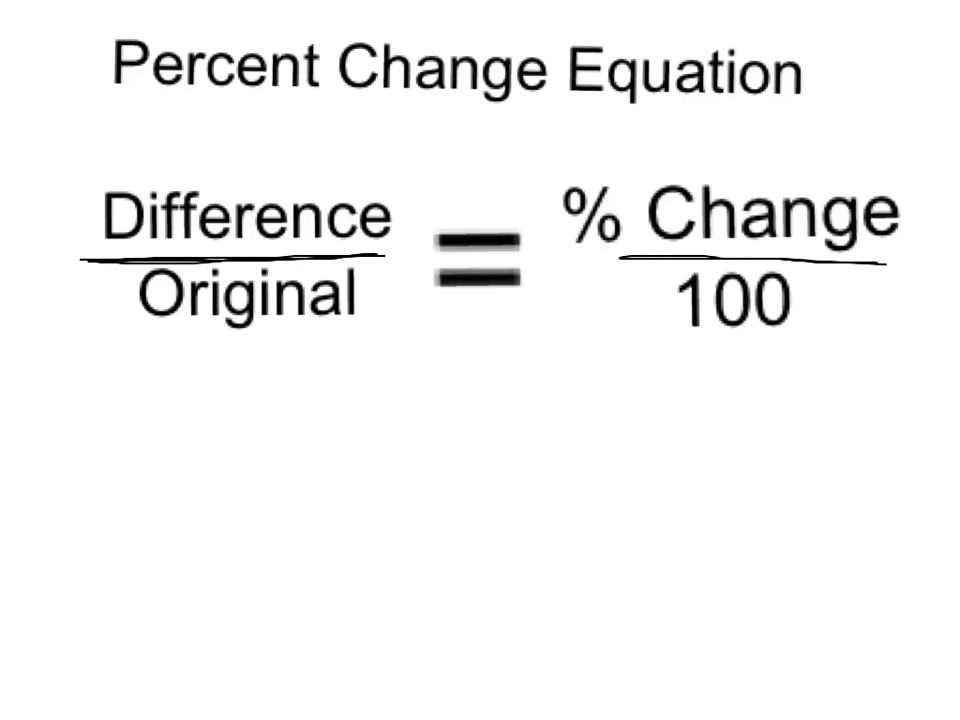 Percent Change Equation
Difference = % Change
Original 100